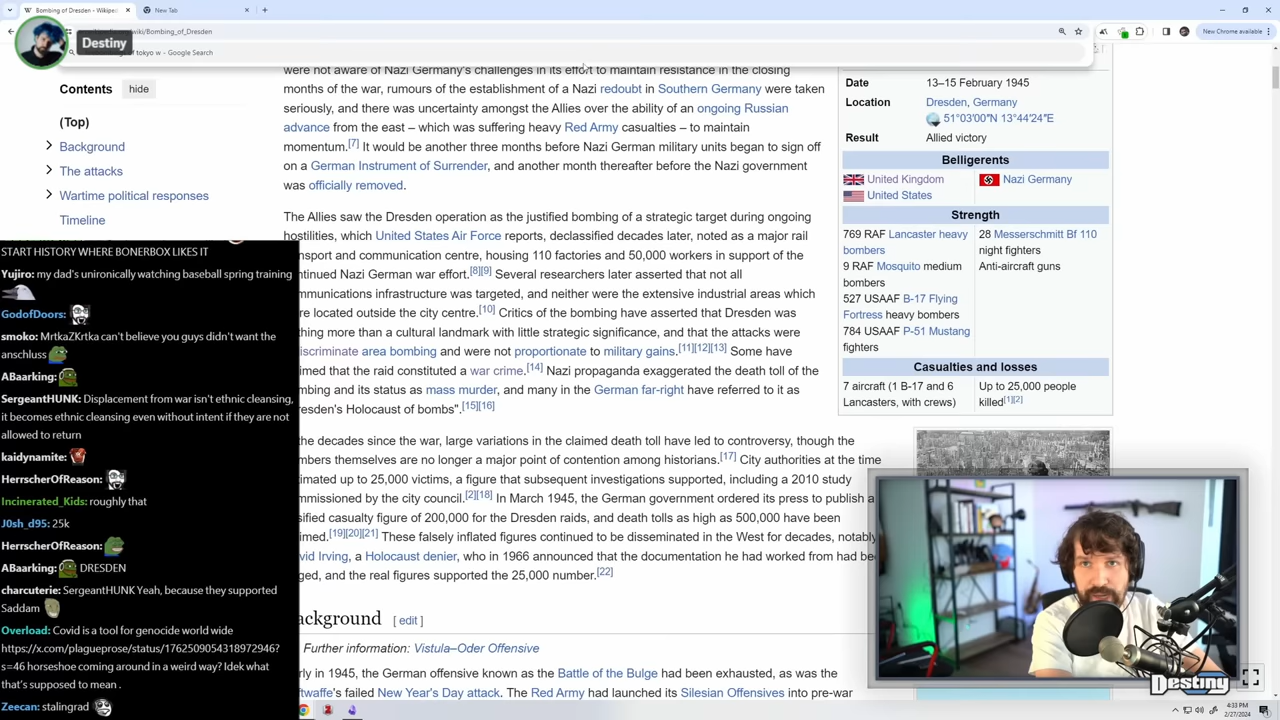 Bombing of Dresden - Wikipe
New Tab
wiki/Bombing_of_Dresden
New Chrome available
Destiny
of tokyo w - Google Search
Contents
hide
(Top)
Background
The attacks
Wartime political responses
Timeline
were not aware of Nazi Germany's challenges in its effort to maintain resistance in the closing
months of the war, rumours of the establishment of a Nazi redoubt in Southern Germany were taken
seriously, and there was uncertainty amongst the Allies over the ability of an ongoing Russian
advance from the east – which was suffering heavy Red Army casualties – to maintain
momentum.[7] It would be another three months before Nazi German military units began to sign off
on a German Instrument of Surrender, and another month thereafter before the Nazi government
was officially removed.
The Allies saw the Dresden operation as the justified bombing of a strategic target during ongoing
hostilities, which United States Air Force reports, declassified decades later, noted as a major rail
nsport and communication centre, housing 110 factories and 50,000 workers in support of the
ntinued Nazi German war effort.[8][9] Several researchers later asserted that not all
mmunications infrastructure was targeted, and neither were the extensive industrial areas which
re located outside the city centre.[10] Critics of the bombing have asserted that Dresden was
thing more than a cultural landmark with little strategic significance, and that the attacks were
iscriminate area bombing and were not proportionate to military gains.[11][12][13] Some have
imed that the raid constituted a war crime.[14] Nazi propaganda exaggerated the death toll of the
mbing and its status as mass murder, and many in the German far-right have referred to it as
resden's Holocaust of bombs".[15][16]
the decades since the war, large variations in the claimed death toll have led to controversy, though the
mbers themselves are no longer a major point of contention among historians.[17] City authorities at the time
timated up to 25,000 victims, a figure that subsequent investigations supported, including a 2010 study
mmissioned by the city council.[2][18] In March 1945, the German government ordered its press to publish a
sified casualty figure of 200,000 for the Dresden raids, and death tolls as high as 500,000 have been
imed.[19][20][21] These falsely inflated figures continued to be disseminated in the West for decades, notably
vid Irving, a Holocaust denier, who in 1966 announced that the documentation he had worked from had be
ged, and the real figures supported the 25,000 number.[22]
ackground [ edit ]
Further information: Vistula–Oder Offensive
rly in 1945, the German offensive known as the Battle of the Bulge had been exhausted, as was the
ftwaffe's failed New Year's Day attack. The Red Army had launched its Silesian Offensives into pre-war
Date 13–15 February 1945
Location Dresden, Germany
51°03′00″N 13°44′24″E
Result Allied victory
Belligerents
United Kingdom
United States
Nazi Germany
Strength
769 RAF Lancaster heavy
bombers
9 RAF Mosquito medium
bombers
527 USAAF B-17 Flying
Fortress heavy bombers
784 USAAF P-51 Mustang
fighters
28 Messerschmitt Bf 110
night fighters
Anti-aircraft guns
Casualties and losses
7 aircraft (1 B-17 and 6
Lancasters, with crews)
Up to 25,000 people
killed[1][2]
START HISTORY WHERE BONERBOX LIKES IT
Yujiro: my dad's unironically watching baseball spring training
GodofDoors:
smoko: MrtkaZKrtka can't believe you guys didn't want the
anschluss
ABaarking:
SergeantHUNK: Displacement from war isn't ethnic cleansing,
it becomes ethnic cleansing even without intent if they are not
allowed to return
kaidynamite:
HerrscherOfReason:
Incinerated_Kids: roughly that
J0sh_d95: 25k
HerrscherOfReason:
ABaarking: DRESDEN
charcuterie: SergeantHUNK Yeah, because they supported
Saddam
Overload: Covid is a tool for genocide world wide
https://x.com/plagueprose/status/1762509054318972946?
s=46 horseshoe coming around in a weird way? Idek what
that's supposed to mean .
Zeecan: stalingrad
Destiny
4:33 PM
2/27/2024